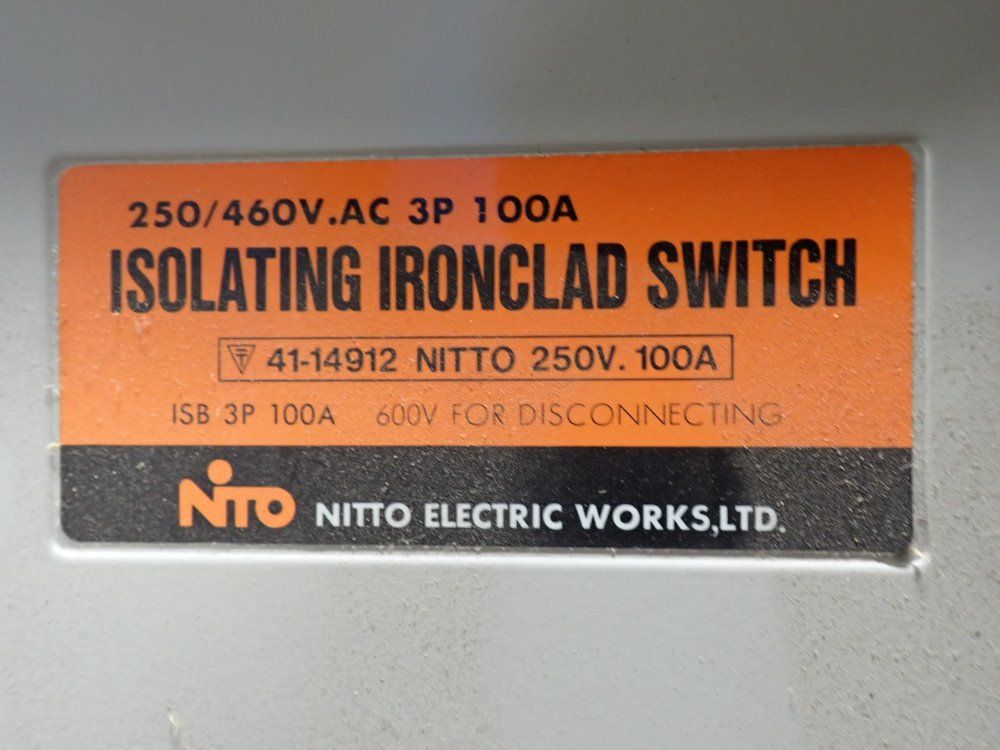 250/460V.AC 3P 100A
ISOLATING IRONCLAD SWITCH
41-14912 NITTO 250V. 100A
ISB 3P 100A 600V FOR DISCONNECTING
NITO NITTO ELECTRIC WORKS,LTD.